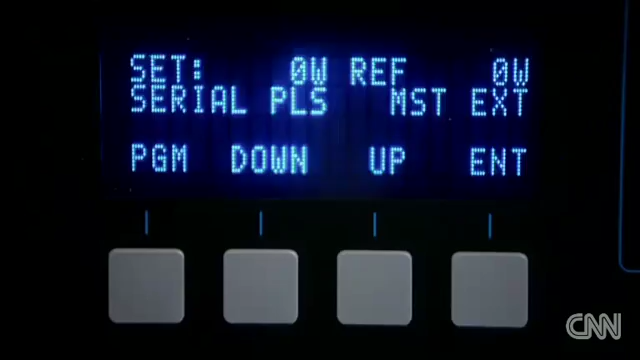 SET: 0W REF 0W
SERIAL PLS MST EXT
PGM DOWN UP ENT
CNN